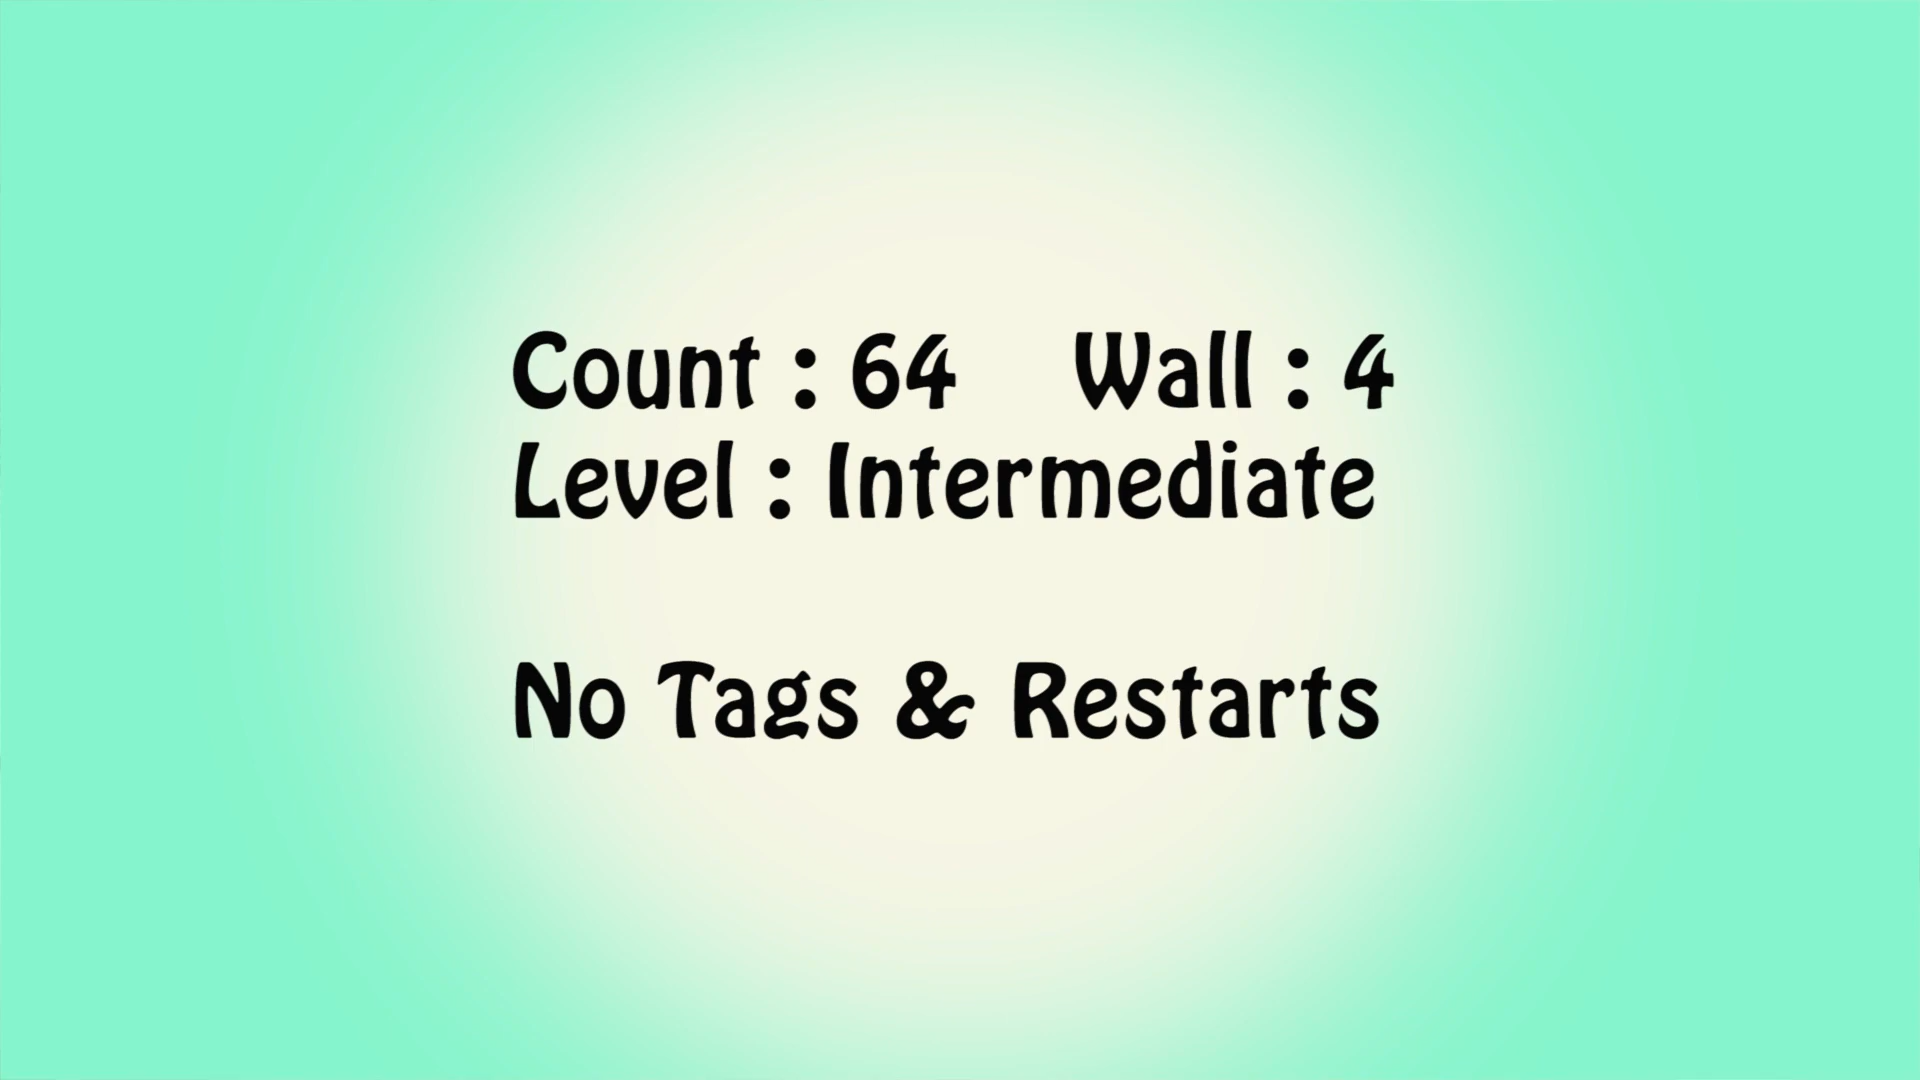 Count : 64 Wall : 4
Level : Intermediate
No Tags & Restarts